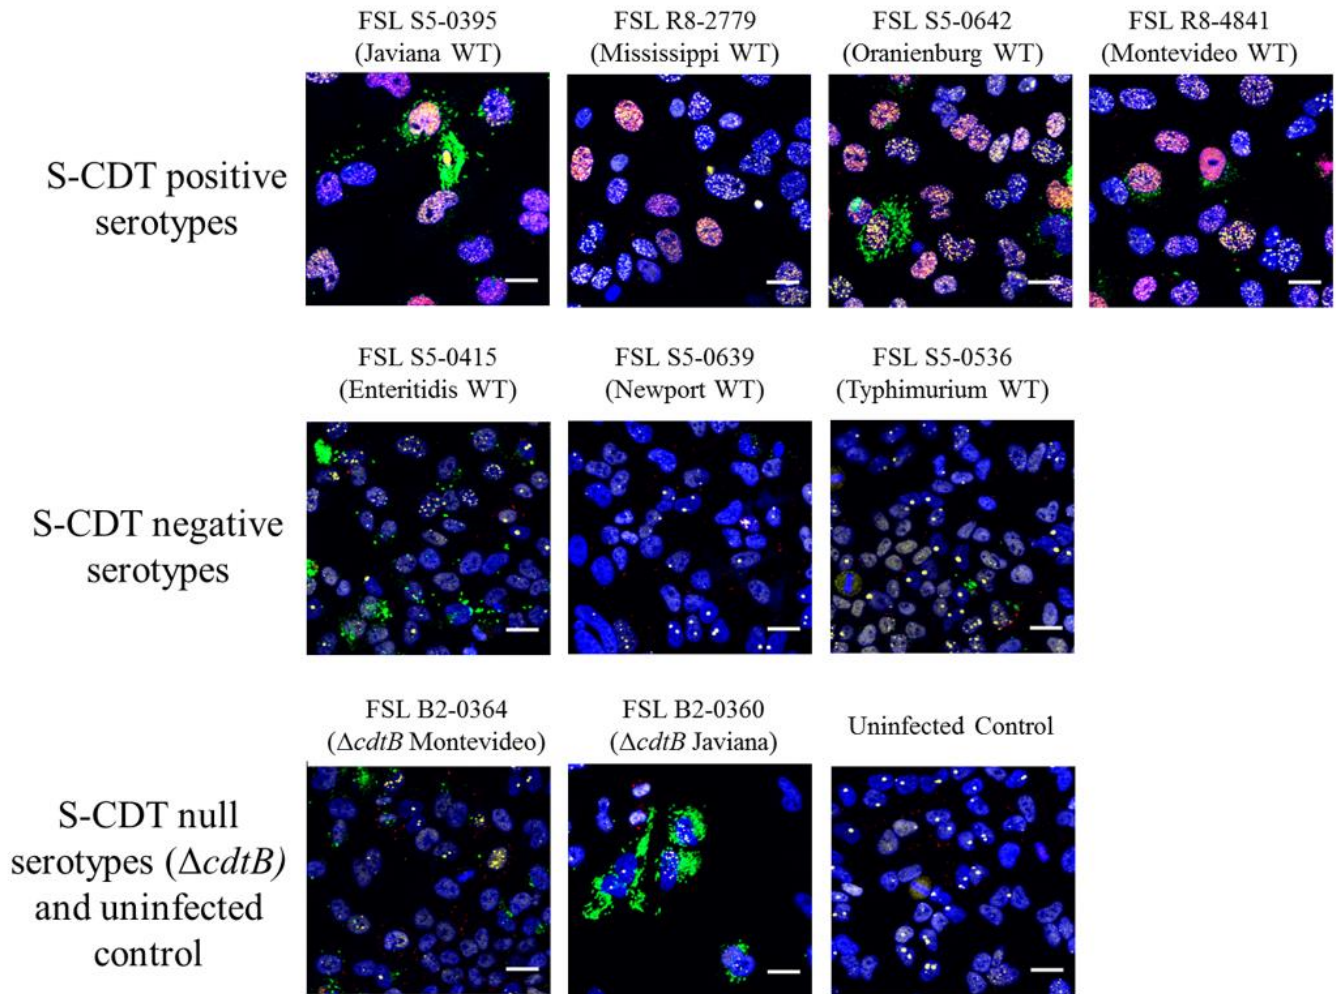 FSL S5-0395
(Javiana WT)
FSL R8-2779
(Mississippi WT)
FSL S5-0642
(Oranienburg WT)
FSL R8-4841
(Montevideo WT)
S-CDT positive
serotypes
FSL S5-0415
(Enteritidis WT)
FSL S5-0639
(Newport WT)
FSL S5-0536
(Typhimurium WT)
S-CDT negative
serotypes
FSL B2-0364
(ΔcdtB Montevideo)
FSL B2-0360
(ΔcdtB Javiana)
Uninfected Control
S-CDT null
serotypes (ΔcdtB)
and uninfected
control